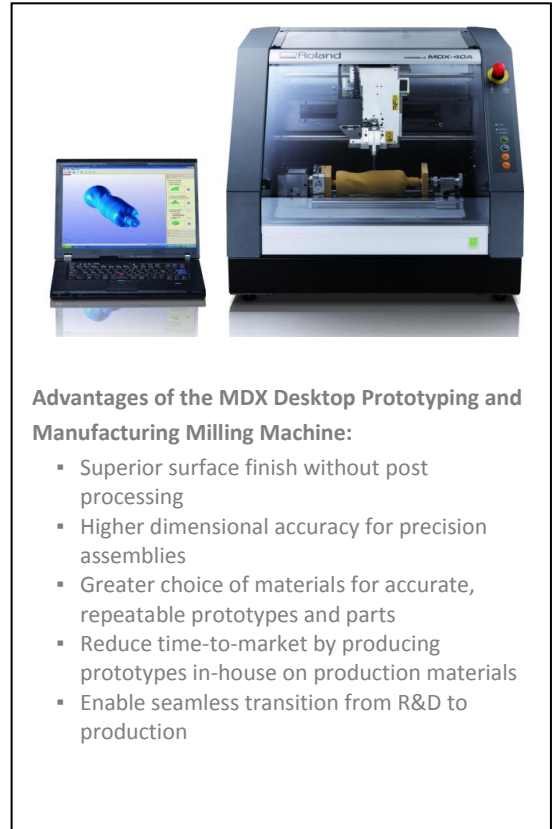 Roland
MODELA MDX-40A
Advantages of the MDX Desktop Prototyping and
Manufacturing Milling Machine:
▪ Superior surface finish without post
processing
▪ Higher dimensional accuracy for precision
assemblies
▪ Greater choice of materials for accurate,
repeatable prototypes and parts
▪ Reduce time-to-market by producing
prototypes in-house on production materials
▪ Enable seamless transition from R&D to
production